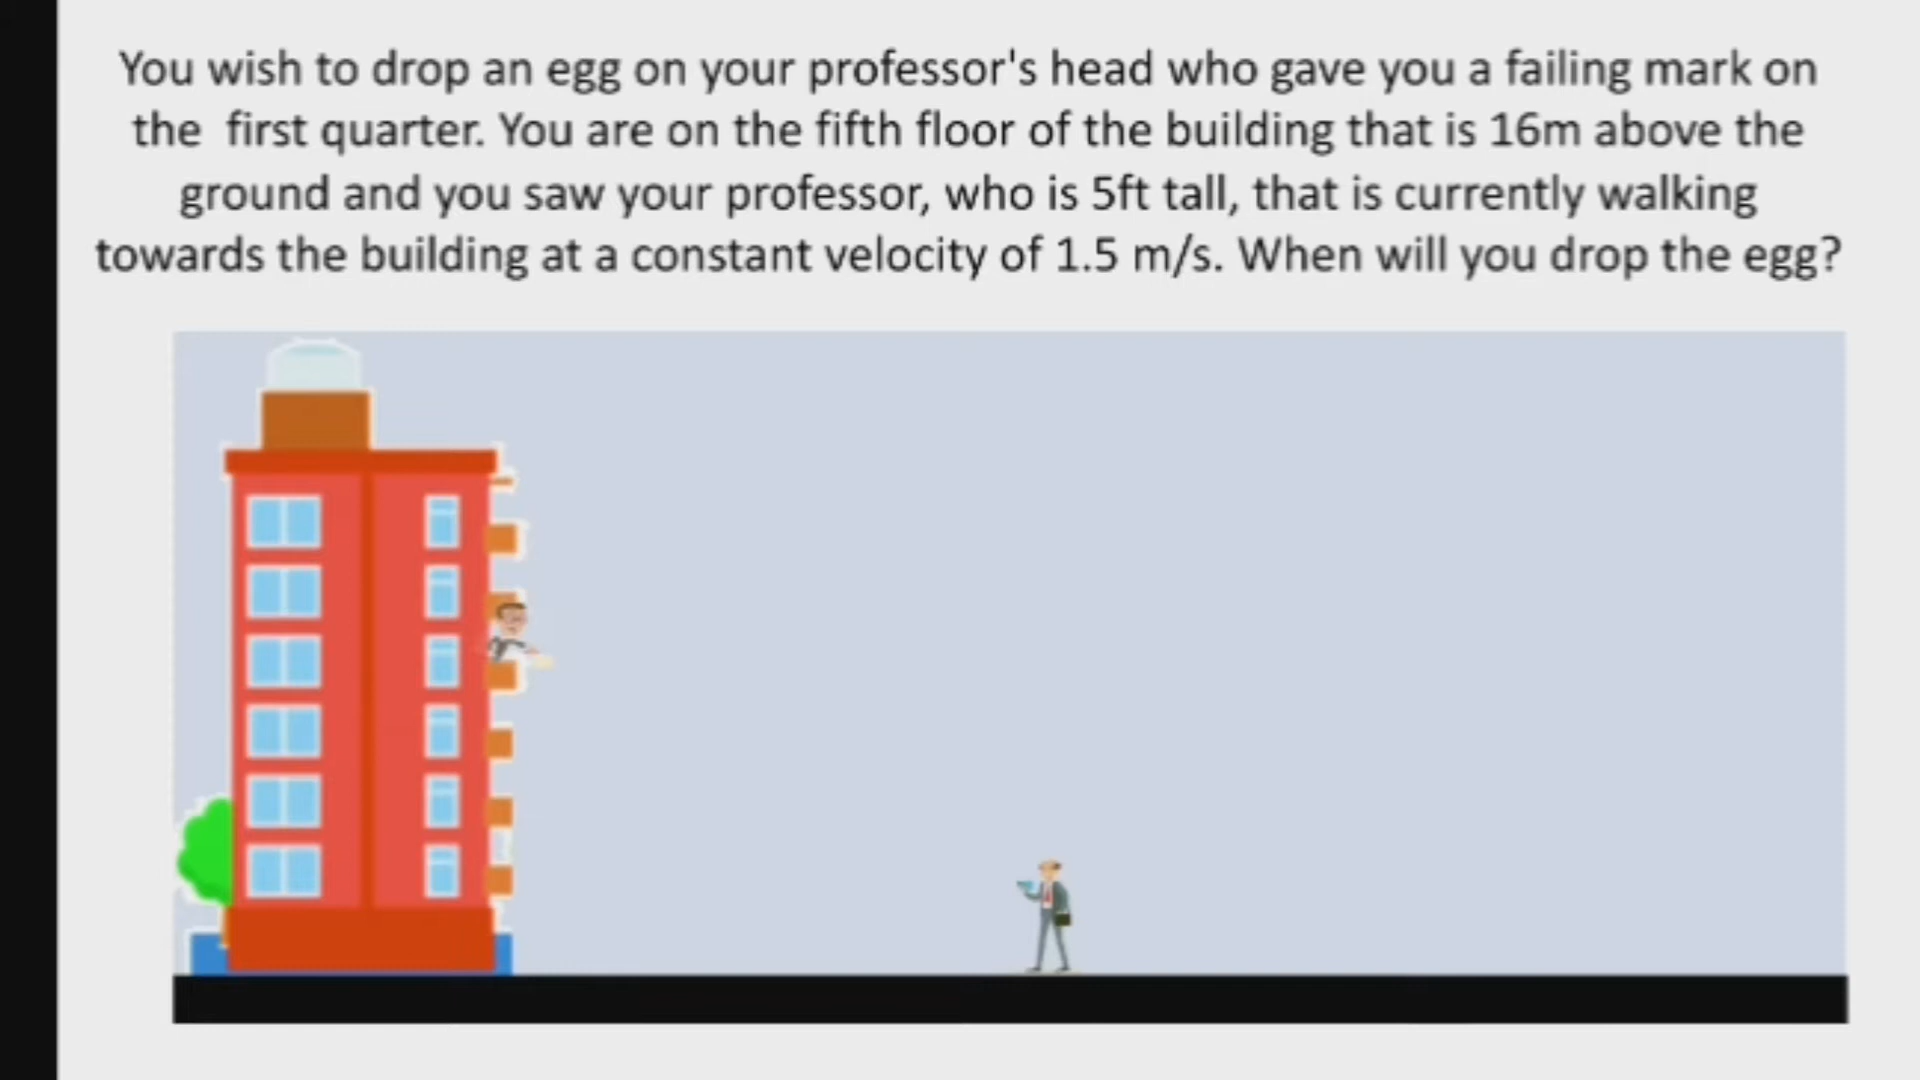 You wish to drop an egg on your professor's head who gave you a failing mark on
the  first quarter. You are on the fifth floor of the building that is 16m above the
ground and you saw your professor, who is 5ft tall, that is currently walking
towards the building at a constant velocity of 1.5 m/s. When will you drop the egg?